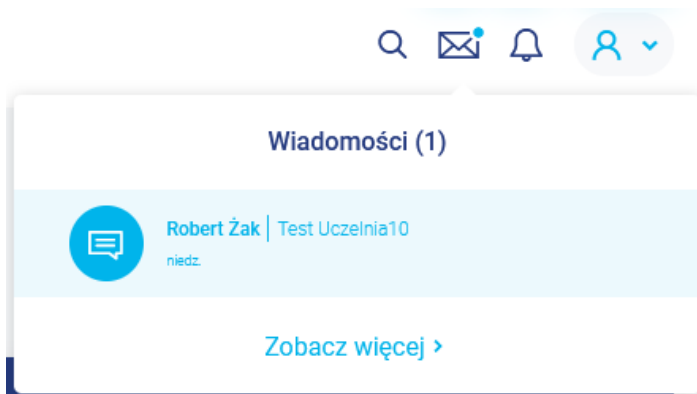 Wiadomości (1)
Robert Żak | Test Uczelnia10
niedz.
Zobacz więcej >